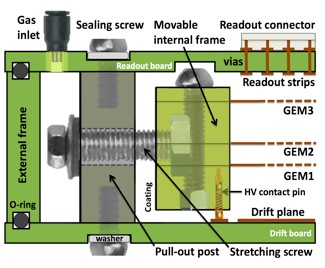 Gas
inlet
Sealing screw
Movable
internal frame
Readout connector
vias
Readout board
Readout strips
External frame
GEM3
GEM2
GEM1
HV contact pin
Coating
O-ring
Drift plane
Drift board
washer
Pull-out post
Stretching screw